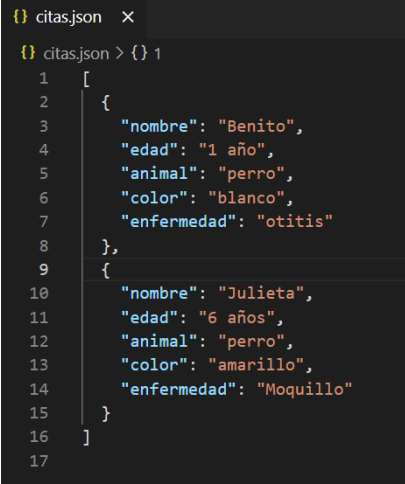 {} citas.json ×
{} citas.json > {} 1
1 [
2 {
3 "nombre": "Benito",
4 "edad": "1 año",
5 "animal": "perro",
6 "color": "blanco",
7 "enfermedad": "otitis"
8 },
9 {
10 "nombre": "Julieta",
11 "edad": "6 años",
12 "animal": "perro",
13 "color": "amarillo",
14 "enfermedad": "Moquillo"
15 }
16 ]
17